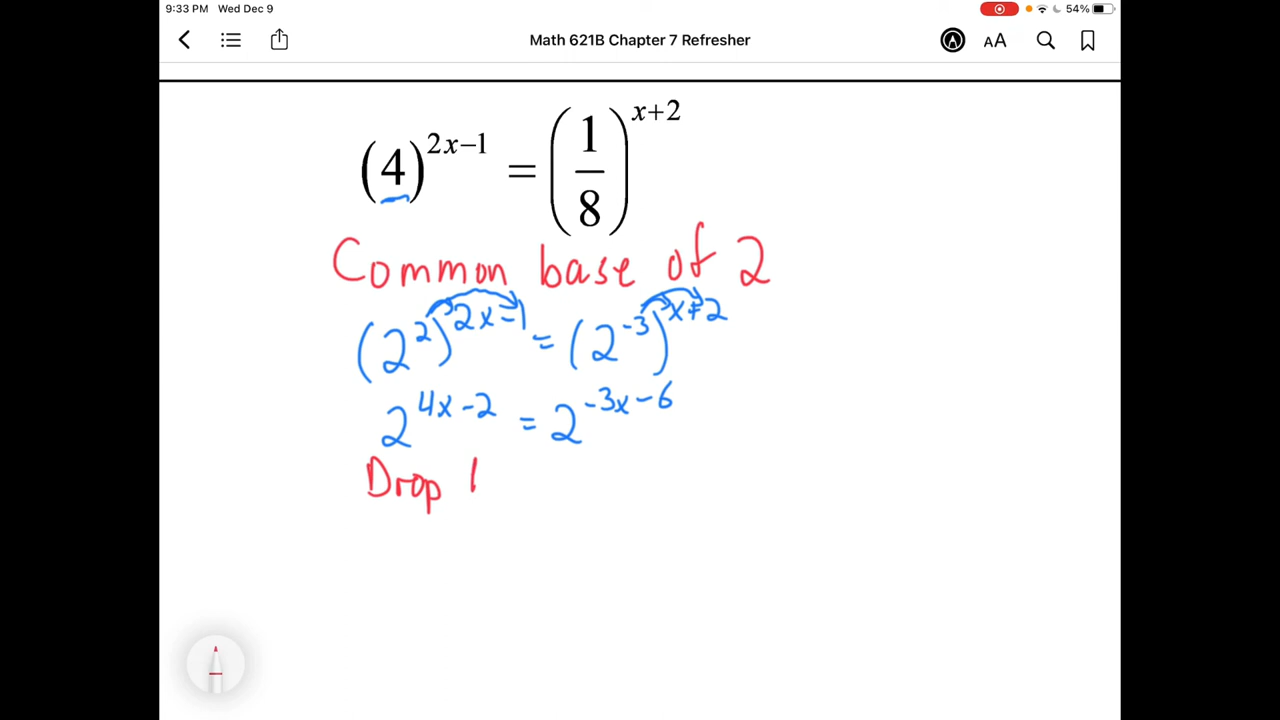 9:33 PM Wed Dec 9 54%
Math 621B Chapter 7 Refresher AA
(4)^{2x-1} = (1/8)^{x+2}
Common base of 2
(2^2)^{2x-1} = (2^{-3})^{x+2}
2^{4x-2} = 2^{-3x-6}
Drop